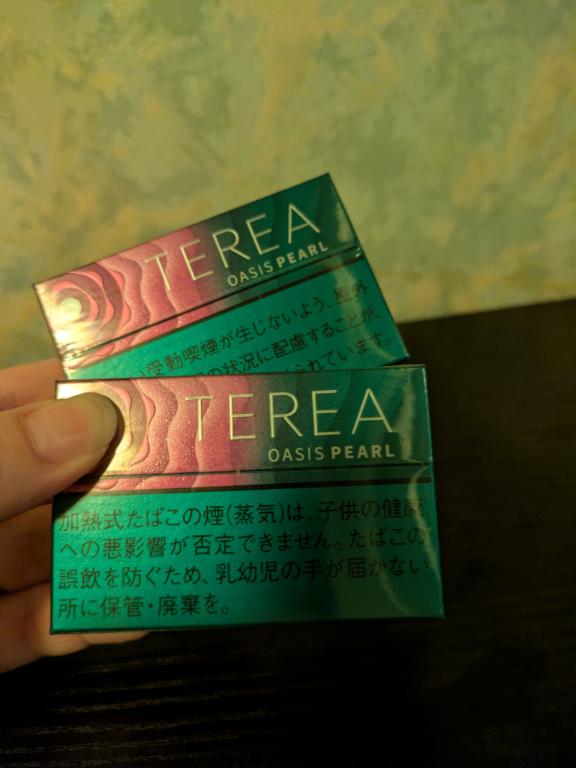 TEREA
OASIS PEARL
受動喫煙が生じないよう、屋外
の状況に配慮することが、
られています。
TEREA
OASIS PEARL
加熱式たばこの煙(蒸気)は、子供の健康
への悪影響が否定できません。たばこの
誤飲を防ぐため、乳幼児の手が届かない
所に保管・廃棄を。